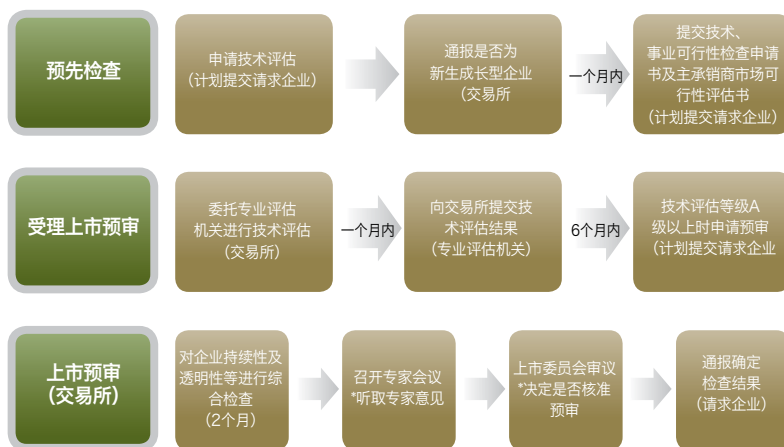 预先检查
申请技术评估
（计划提交请求企业）
通报是否为
新生成长型企业
（交易所
一个月内
提交技术、
事业可行性检查申请
书及主承销商市场可
行性评估书
（计划提交请求企业）
受理上市预审
委托专业评估
机关进行技术评估
（交易所）
一个月内
向交易所提交技
术评估结果
（专业评估机关）
6个月内
技术评估等级A
级以上时申请预审
（计划提交请求企业
上市预审
（交易所）
对企业持续性及
透明性等进行综
合检查
（2个月）
召开专家会议
*听取专家意见
上市委员会审议
*决定是否核准
预审
通报确定
检查结果
（请求企业）